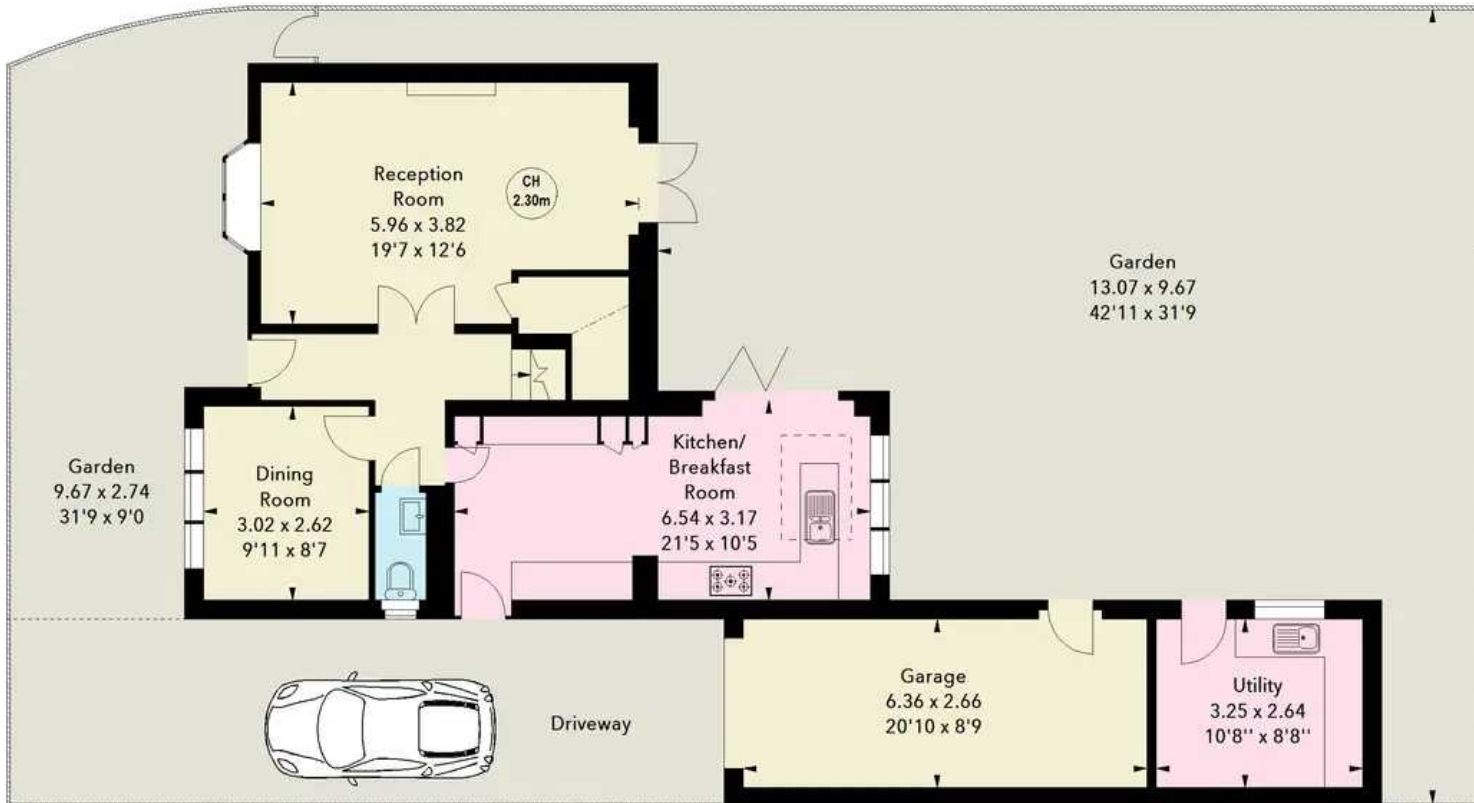 Reception
Room
5.96 x 3.82
19'7 x 12'6
CH
2.30m
Garden
13.07 x 9.67
42'11 x 31'9
Garden
9.67 x 2.74
31'9 x 9'0
Dining
Room
3.02 x 2.62
9'11 x 8'7
Kitchen/
Breakfast
Room
6.54 x 3.17
21'5 x 10'5
Driveway
Garage
6.36 x 2.66
20'10 x 8'9
Utility
3.25 x 2.64
10'8'' x 8'8''